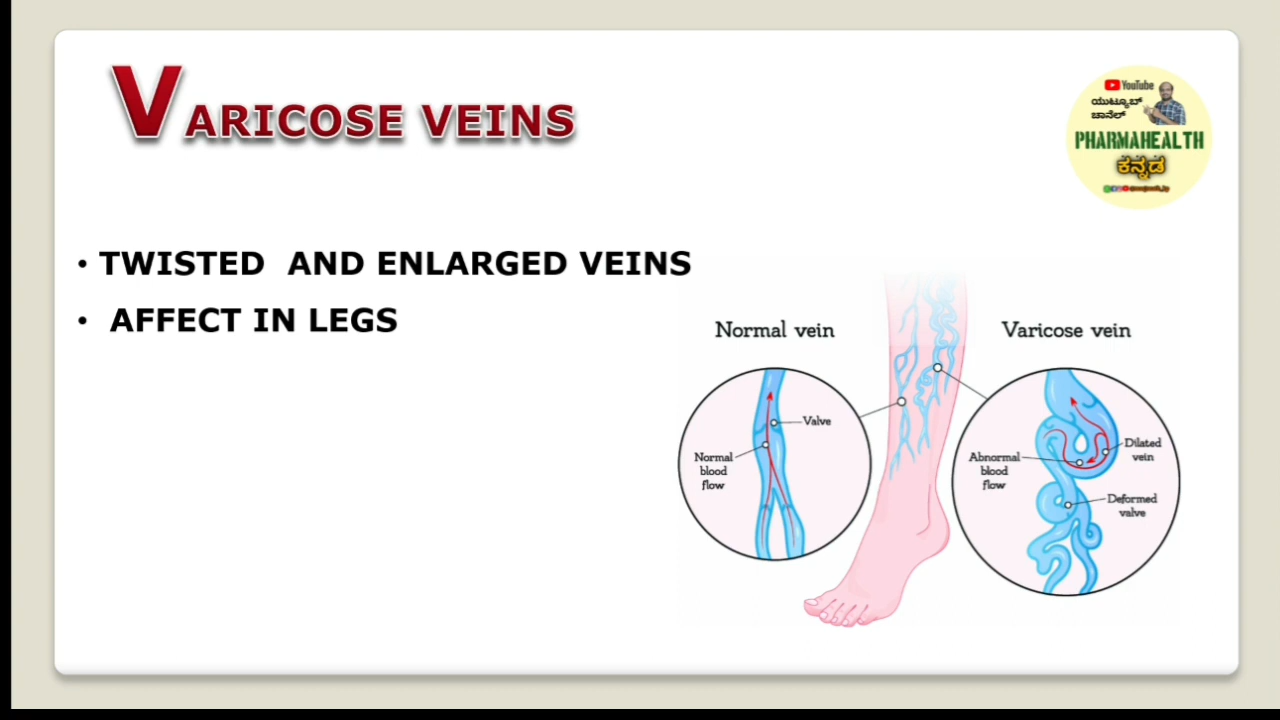 VARICOSE VEINS
YouTube
ಯುಟ್ಯೂಬ್
ಚಾನೆಲ್
PHARMAHEALTH
ಕನ್ನಡ
• TWISTED AND ENLARGED VEINS
• AFFECT IN LEGS
Normal vein
Valve
Normal
blood
flow
Varicose vein
Dilated
vein
Abnormal
blood
flow
Deformed
valve